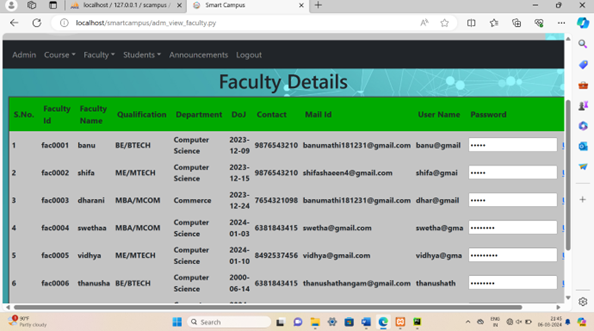 localhost / 127.0.0.1 / scampus
Smart Campus
localhost/smartcampus/adm_view_faculty.py
Admin Course Faculty Students Announcements Logout
Faculty Details
S.No. Faculty Id Faculty Name Qualification Department DoJ Contact Mail Id User Name Password
1 fac0001 banu BE/BTECH Computer Science 2023-12-09 9876543210 banumathi181231@gmail.com banu@gmail •••••
2 fac0002 shifa ME/MTECH Computer Science 2023-12-15 9876543210 shifashaeen4@gmail.com shifa@gmai •••••
3 fac0003 dharani MBA/MCOM Commerce 2023-12-24 7654321098 banumathi181231@gmail.com dhar@gmail •••••
4 fac0004 swethaa MBA/MCOM Computer Science 2024-01-03 6381843415 swetha@gmail.com swetha@gma ••••••••
5 fac0005 vidhya ME/MTECH Computer Science 2024-01-10 8492537456 vidhya@gmail.com vidhya@gma ••••••••
6 fac0006 thanusha BE/BTECH Computer Science 2000-06-14 6381843415 thanushathangam@gmail.com thanushath ••••••••
90°F
Partly cloudy
Search
ENG
IN
23:45
06-03-2024